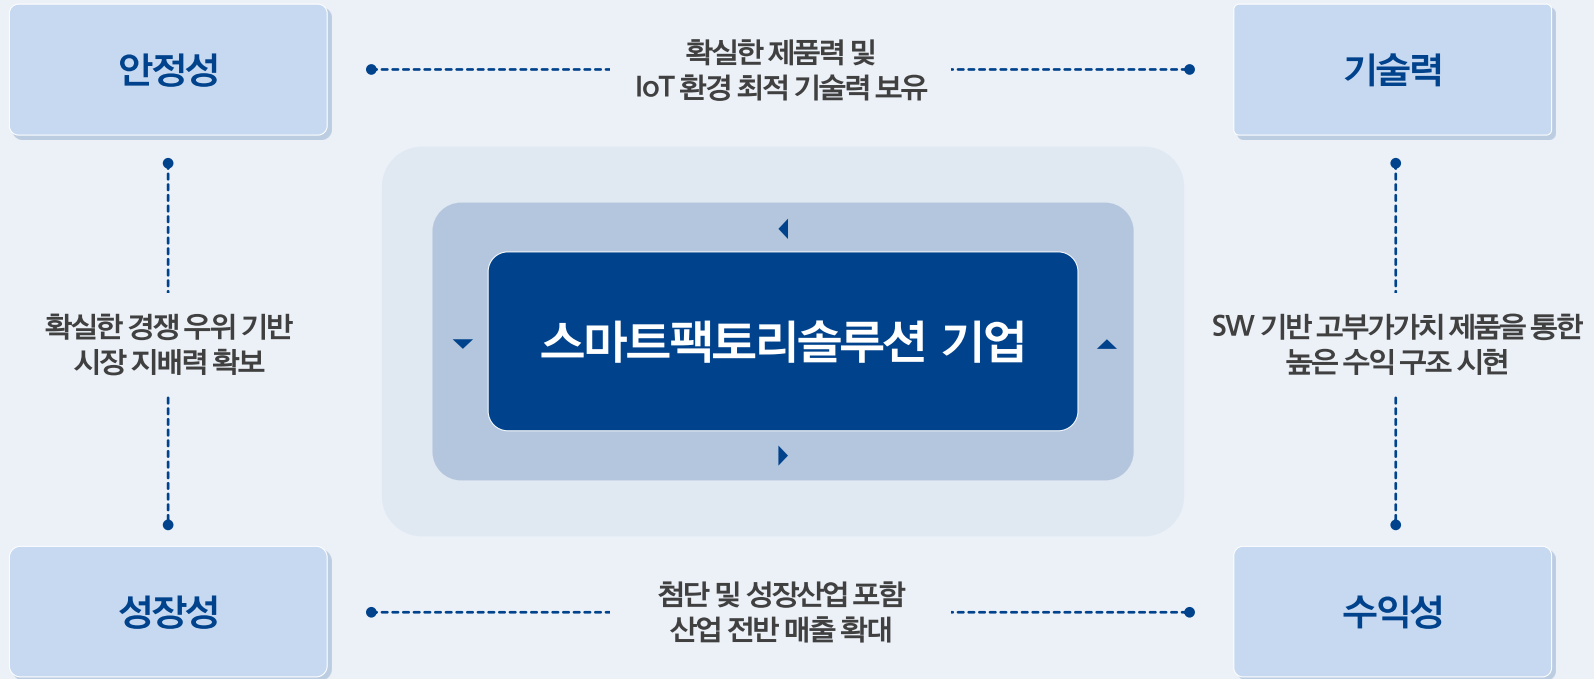 안정성
확실한 제품력 및
IoT 환경 최적 기술력 보유
기술력
확실한 경쟁 우위 기반
시장 지배력 확보
스마트팩토리솔루션 기업
SW 기반 고부가가치 제품을 통한
높은 수익 구조 시현
성장성
첨단 및 성장산업 포함
산업 전반 매출 확대
수익성